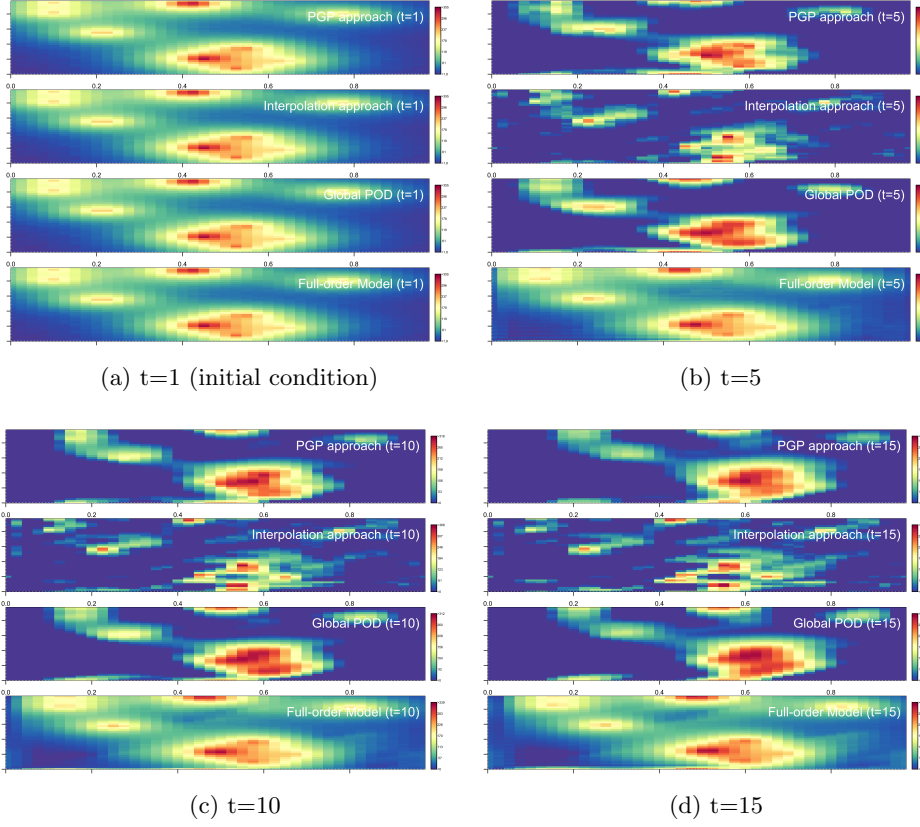 PGP approach (t=1)
0.0 0.2 0.4 0.6 0.8
Interpolation approach (t=1)
0.0 0.2 0.4 0.6 0.8
Global POD (t=1)
0.0 0.2 0.4 0.6 0.8
Full-order Model (t=1)
(a) t=1 (initial condition)
PGP approach (t=5)
0.0 0.2 0.4 0.6 0.8
Interpolation approach (t=5)
0.0 0.2 0.4 0.6 0.8
Global POD (t=5)
0.0 0.2 0.4 0.6 0.8
Full-order Model (t=5)
(b) t=5
PGP approach (t=10)
0.0 0.2 0.4 0.6 0.8
Interpolation approach (t=10)
0.0 0.2 0.4 0.6 0.8
Global POD (t=10)
0.0 0.2 0.4 0.6 0.8
Full-order Model (t=10)
(c) t=10
PGP approach (t=15)
0.0 0.2 0.4 0.6 0.8
Interpolation approach (t=15)
0.0 0.2 0.4 0.6 0.8
Global POD (t=15)
0.0 0.2 0.4 0.6 0.8
Full-order Model (t=15)
(d) t=15